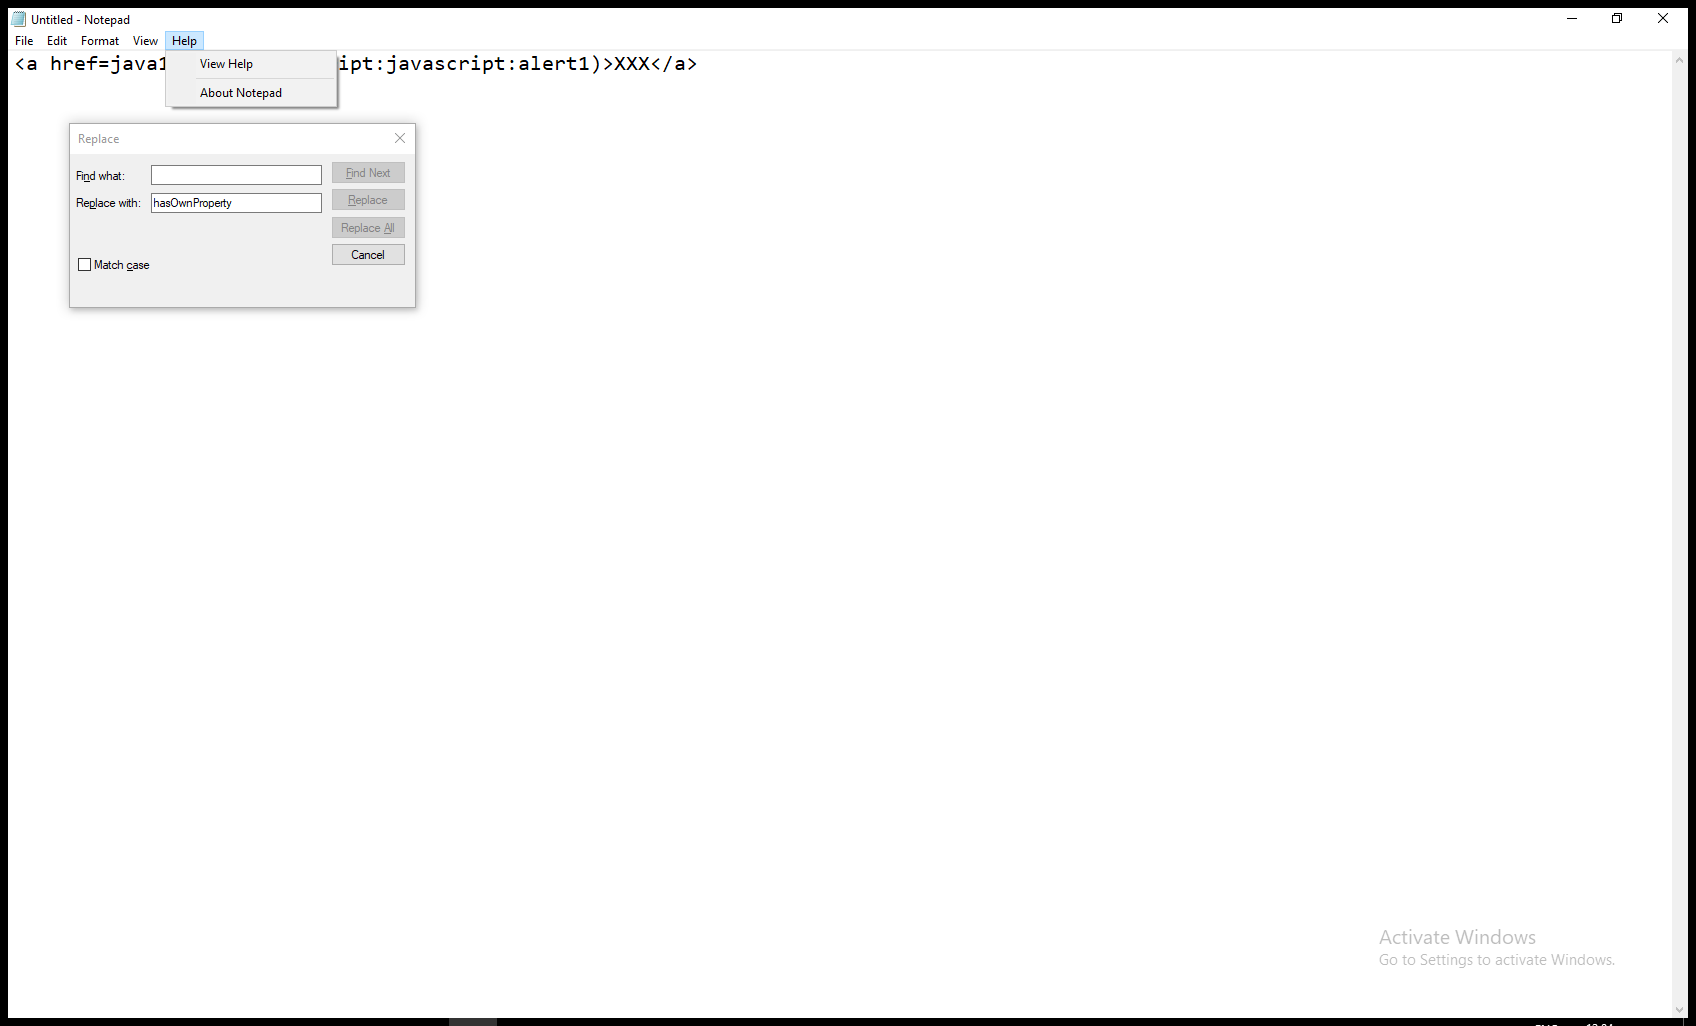 Untitled - Notepad
File Edit Format View Help
<a href=java ipt:javascript:alert1)>XXX</a>
View Help
About Notepad
Replace
Find what:
Find Next
Replace with: hasOwnProperty
Replace
Replace All
Cancel
Match case
Activate Windows
Go to Settings to activate Windows.